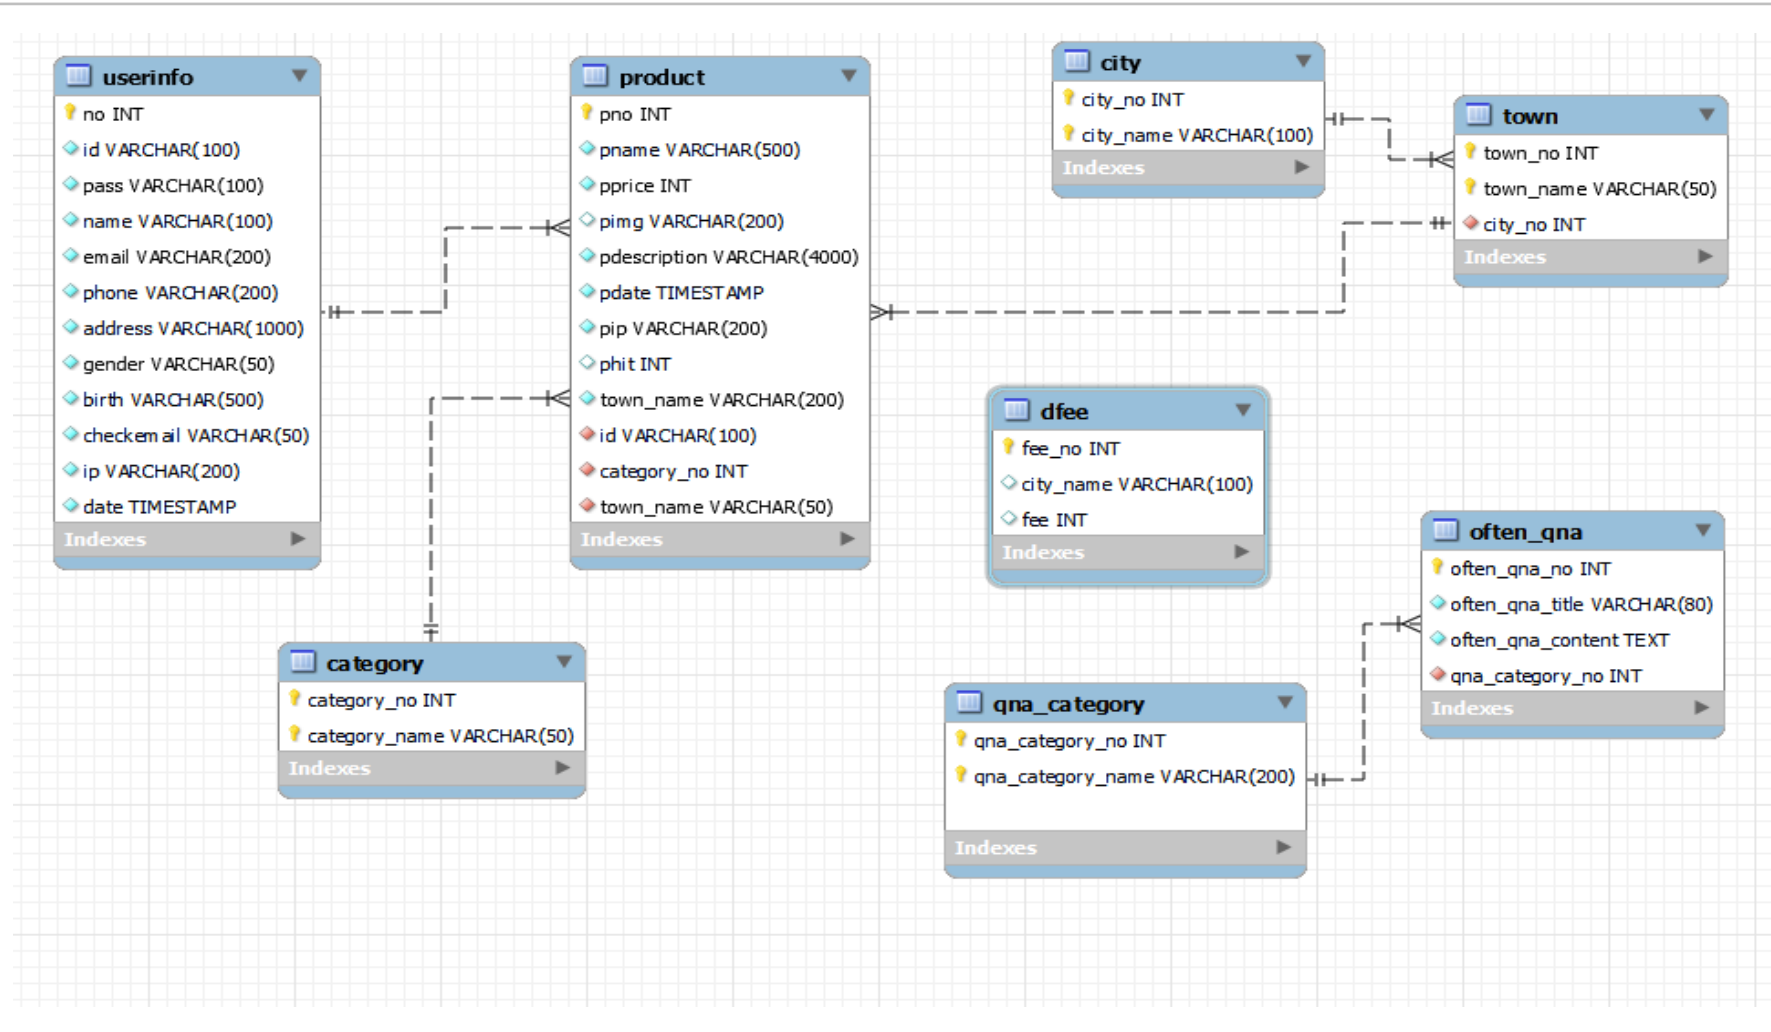 userinfo
no INT
id VARCHAR(100)
pass VARCHAR(100)
name VARCHAR(100)
email VARCHAR(200)
phone VARCHAR(200)
address VARCHAR(1000)
gender VARCHAR(50)
birth VARCHAR(500)
checkemail VARCHAR(50)
ip VARCHAR(200)
date TIMESTAMP
Indexes
product
pno INT
pname VARCHAR(500)
pprice INT
pimg VARCHAR(200)
pdescription VARCHAR(4000)
pdate TIMESTAMP
pip VARCHAR(200)
phit INT
town_name VARCHAR(200)
id VARCHAR(100)
category_no INT
town_name VARCHAR(50)
Indexes
city
city_no INT
city_name VARCHAR(100)
Indexes
town
town_no INT
town_name VARCHAR(50)
city_no INT
Indexes
dfee
fee_no INT
city_name VARCHAR(100)
fee INT
Indexes
often_qna
often_qna_no INT
often_qna_title VARCHAR(80)
often_qna_content TEXT
qna_category_no INT
Indexes
category
category_no INT
category_name VARCHAR(50)
Indexes
qna_category
qna_category_no INT
qna_category_name VARCHAR(200)
Indexes